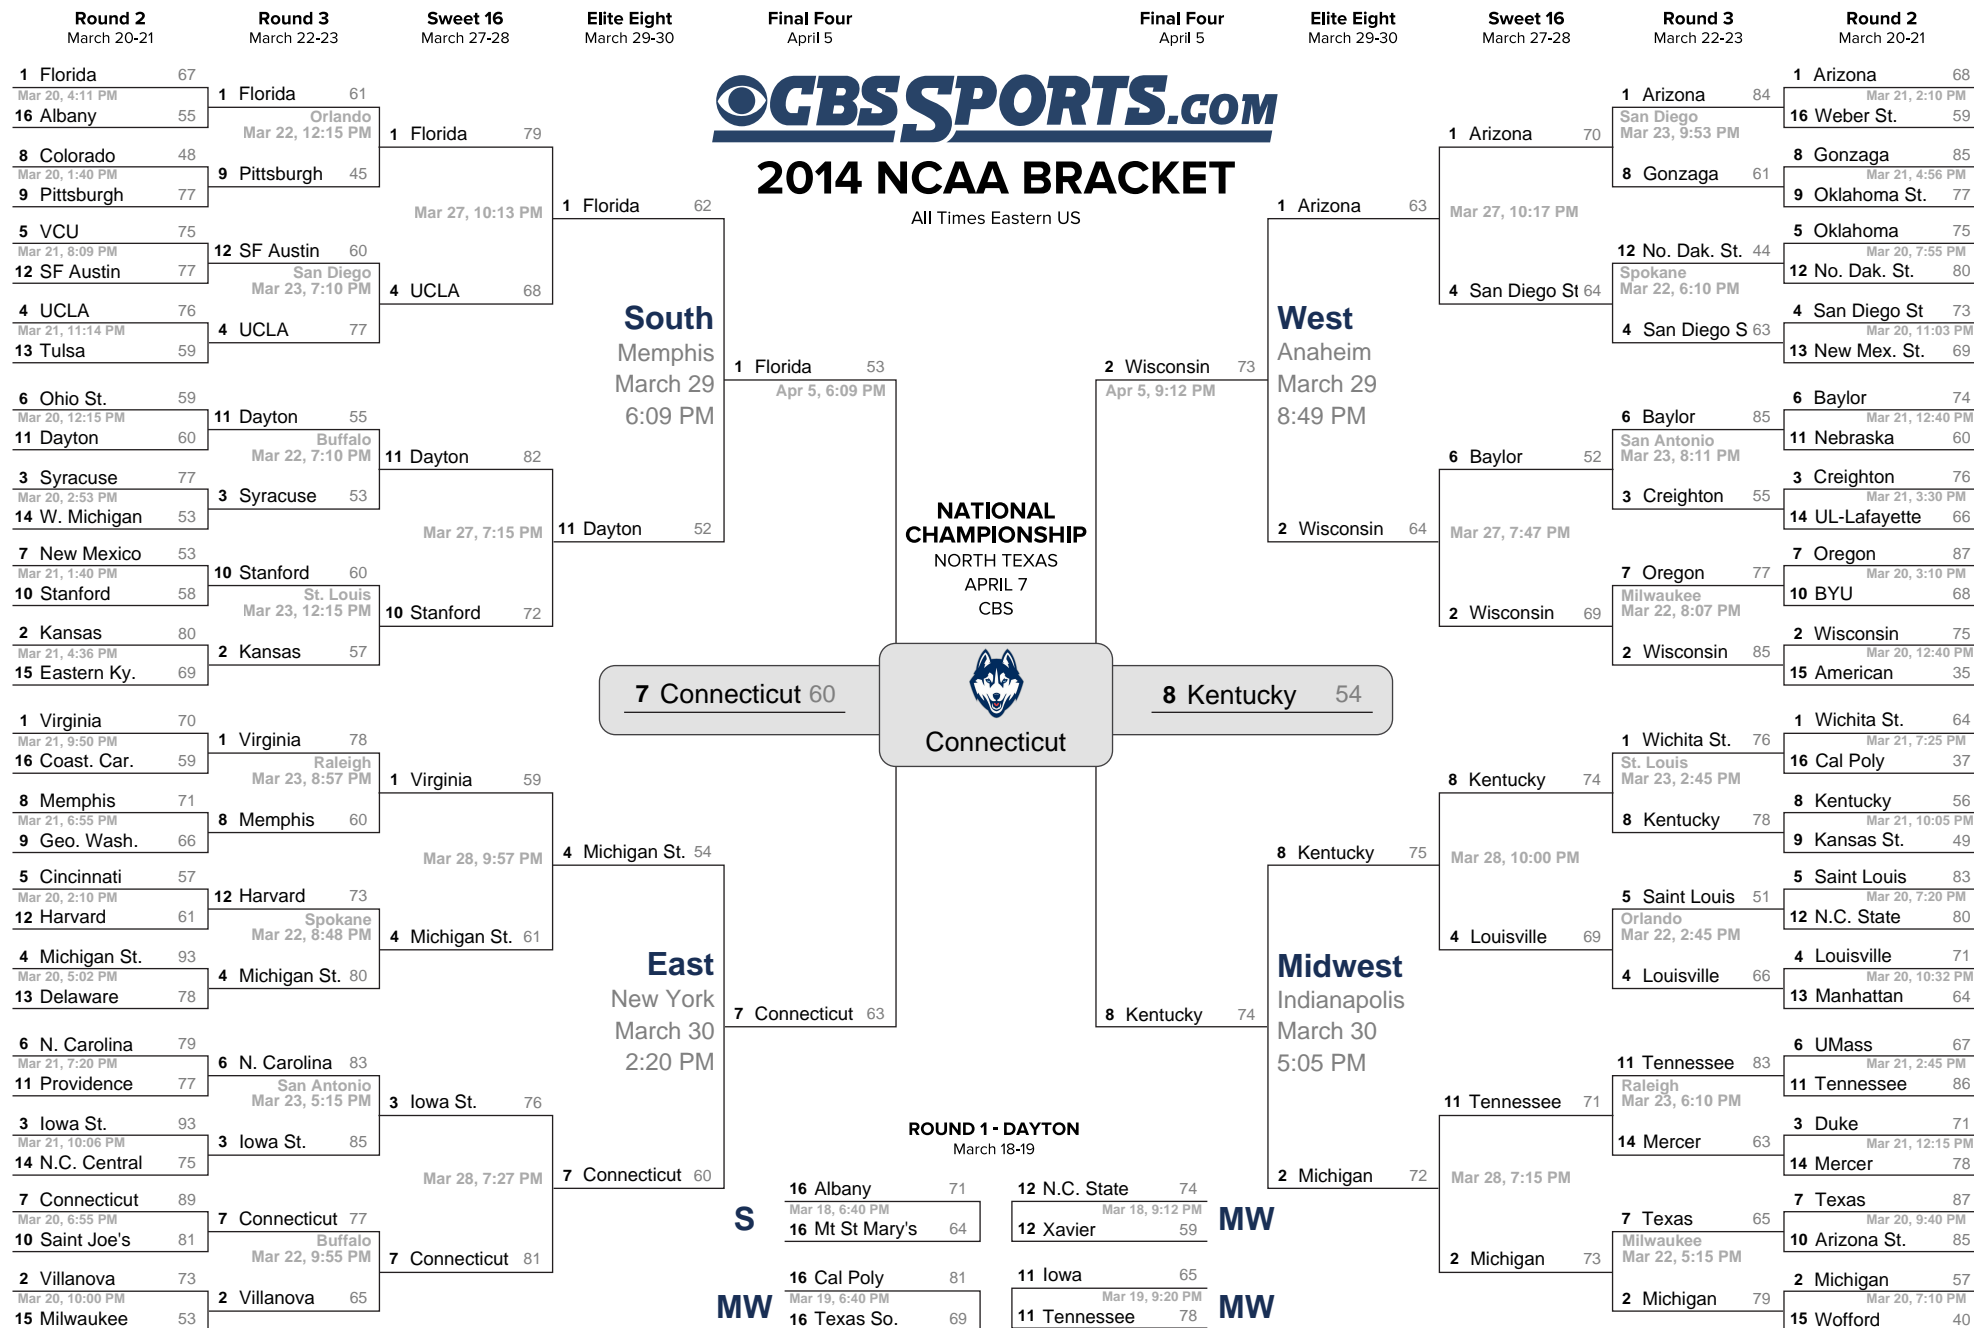 Round 2
March 20-21
Round 3
March 22-23
Sweet 16
March 27-28
Elite Eight
March 29-30
Final Four
April 5
Final Four
April 5
Elite Eight
March 29-30
Sweet 16
March 27-28
Round 3
March 22-23
Round 2
March 20-21
CBS SPORTS.COM
2014 NCAA BRACKET
All Times Eastern US
1 Florida 67
Mar 20, 4:11 PM
16 Albany 55
8 Colorado 48
Mar 20, 1:40 PM
9 Pittsburgh 77
5 VCU 75
Mar 21, 8:09 PM
12 SF Austin 77
4 UCLA 76
Mar 21, 11:14 PM
13 Tulsa 59
6 Ohio St. 59
Mar 20, 12:15 PM
11 Dayton 60
3 Syracuse 77
Mar 20, 2:53 PM
14 W. Michigan 53
7 New Mexico 53
Mar 21, 1:40 PM
10 Stanford 58
2 Kansas 80
Mar 21, 4:36 PM
15 Eastern Ky. 69
1 Florida 61
Orlando
Mar 22, 12:15 PM
9 Pittsburgh 45
12 SF Austin 60
San Diego
Mar 23, 7:10 PM
4 UCLA 77
11 Dayton 55
Buffalo
Mar 22, 7:10 PM
3 Syracuse 53
10 Stanford 60
St. Louis
Mar 23, 12:15 PM
2 Kansas 57
1 Florida 79
Mar 27, 10:13 PM
4 UCLA 68
11 Dayton 82
Mar 27, 7:15 PM
10 Stanford 72
1 Florida 62
South
Memphis
March 29
6:09 PM
11 Dayton 52
1 Florida 53
Apr 5, 6:09 PM
1 Virginia 70
Mar 21, 9:50 PM
16 Coast. Car. 59
8 Memphis 71
Mar 21, 6:55 PM
9 Geo. Wash. 66
5 Cincinnati 57
Mar 20, 2:10 PM
12 Harvard 61
4 Michigan St. 93
Mar 20, 5:02 PM
13 Delaware 78
6 N. Carolina 79
Mar 21, 7:20 PM
11 Providence 77
3 Iowa St. 93
Mar 21, 10:06 PM
14 N.C. Central 75
7 Connecticut 89
Mar 20, 6:55 PM
10 Saint Joe's 81
2 Villanova 73
Mar 20, 10:00 PM
15 Milwaukee 53
1 Virginia 78
Raleigh
Mar 23, 8:57 PM
8 Memphis 60
12 Harvard 73
Spokane
Mar 22, 8:48 PM
4 Michigan St. 80
6 N. Carolina 83
San Antonio
Mar 23, 5:15 PM
3 Iowa St. 85
7 Connecticut 77
Buffalo
Mar 22, 9:55 PM
2 Villanova 65
1 Virginia 59
Mar 28, 9:57 PM
4 Michigan St. 61
3 Iowa St. 76
Mar 28, 7:27 PM
7 Connecticut 81
4 Michigan St. 54
East
New York
March 30
2:20 PM
7 Connecticut 60
7 Connecticut 63
NATIONAL
CHAMPIONSHIP
NORTH TEXAS
APRIL 7
CBS
7 Connecticut 60
Connecticut
8 Kentucky 54
2 Wisconsin 73
Apr 5, 9:12 PM
1 Arizona 63
West
Anaheim
March 29
8:49 PM
2 Wisconsin 64
1 Arizona 70
Mar 27, 10:17 PM
4 San Diego St 64
6 Baylor 52
Mar 27, 7:47 PM
2 Wisconsin 69
1 Arizona 84
San Diego
Mar 23, 9:53 PM
8 Gonzaga 61
12 No. Dak. St. 44
Spokane
Mar 22, 6:10 PM
4 San Diego S 63
6 Baylor 85
San Antonio
Mar 23, 8:11 PM
3 Creighton 55
7 Oregon 77
Milwaukee
Mar 22, 8:07 PM
2 Wisconsin 85
1 Arizona 68
Mar 21, 2:10 PM
16 Weber St. 59
8 Gonzaga 85
Mar 21, 4:56 PM
9 Oklahoma St. 77
5 Oklahoma 75
Mar 20, 7:55 PM
12 No. Dak. St. 80
4 San Diego St 73
Mar 20, 11:03 PM
13 New Mex. St. 69
6 Baylor 74
Mar 21, 12:40 PM
11 Nebraska 60
3 Creighton 76
Mar 21, 3:30 PM
14 UL-Lafayette 66
7 Oregon 87
Mar 20, 3:10 PM
10 BYU 68
2 Wisconsin 75
Mar 20, 12:40 PM
15 American 35
8 Kentucky 74
8 Kentucky 75
Midwest
Indianapolis
March 30
5:05 PM
2 Michigan 72
8 Kentucky 74
Mar 28, 10:00 PM
4 Louisville 69
11 Tennessee 71
Mar 28, 7:15 PM
2 Michigan 73
1 Wichita St. 76
St. Louis
Mar 23, 2:45 PM
8 Kentucky 78
5 Saint Louis 51
Orlando
Mar 22, 2:45 PM
4 Louisville 66
11 Tennessee 83
Raleigh
Mar 23, 6:10 PM
14 Mercer 63
7 Texas 65
Milwaukee
Mar 22, 5:15 PM
2 Michigan 79
1 Wichita St. 64
Mar 21, 7:25 PM
16 Cal Poly 37
8 Kentucky 56
Mar 21, 10:05 PM
9 Kansas St. 49
5 Saint Louis 83
Mar 20, 7:20 PM
12 N.C. State 80
4 Louisville 71
Mar 20, 10:32 PM
13 Manhattan 64
6 UMass 67
Mar 21, 2:45 PM
11 Tennessee 86
3 Duke 71
Mar 21, 12:15 PM
14 Mercer 78
7 Texas 87
Mar 20, 9:40 PM
10 Arizona St. 85
2 Michigan 57
Mar 20, 7:10 PM
15 Wofford 40
ROUND 1 - DAYTON
March 18-19
S
16 Albany 71
Mar 18, 6:40 PM
16 Mt St Mary's 64
12 N.C. State 74
Mar 18, 9:12 PM
12 Xavier 59
MW
MW
16 Cal Poly 81
Mar 19, 6:40 PM
16 Texas So. 69
11 Iowa 65
Mar 19, 9:20 PM
11 Tennessee 78
MW